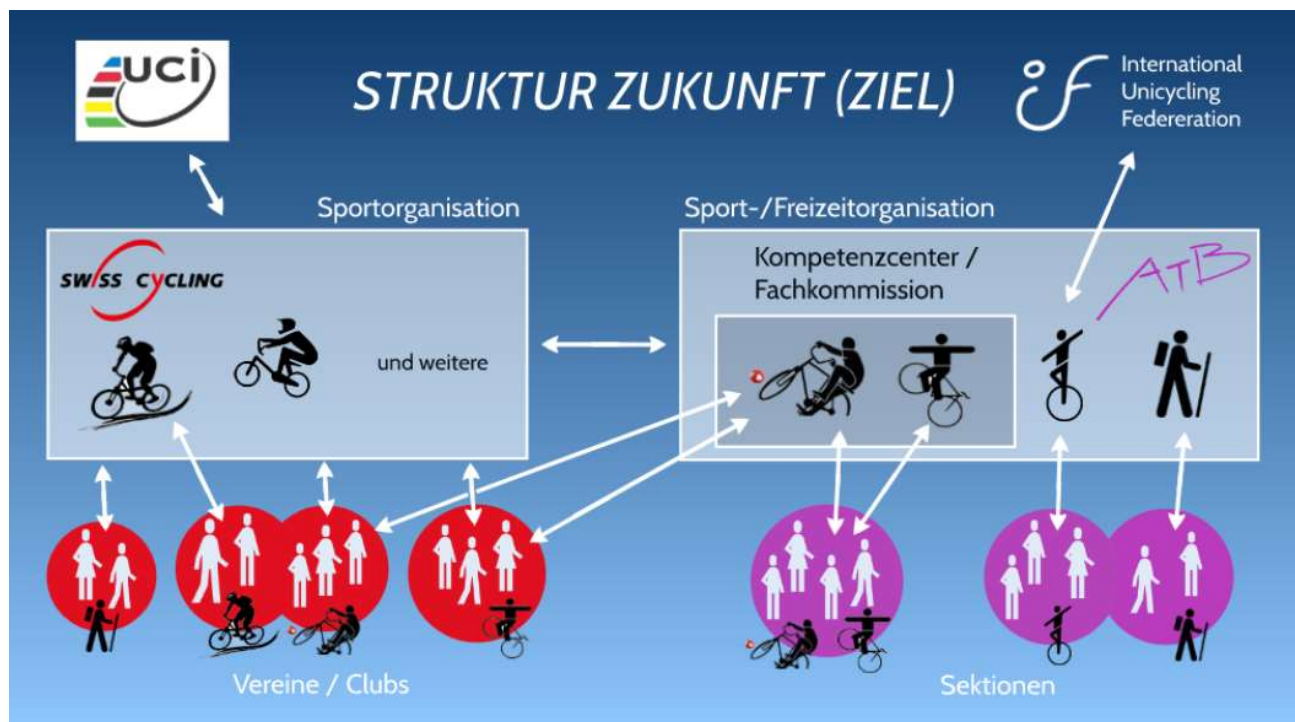 uci
STRUKTUR ZUKUNFT (ZIEL)
iF
International
Unicycling
Federeration
Sportorganisation
Sport-/Freizeitorganisation
SWISS CYCLING
und weitere
Kompetenzcenter /
Fachkommission
ATB
Vereine / Clubs
Sektionen